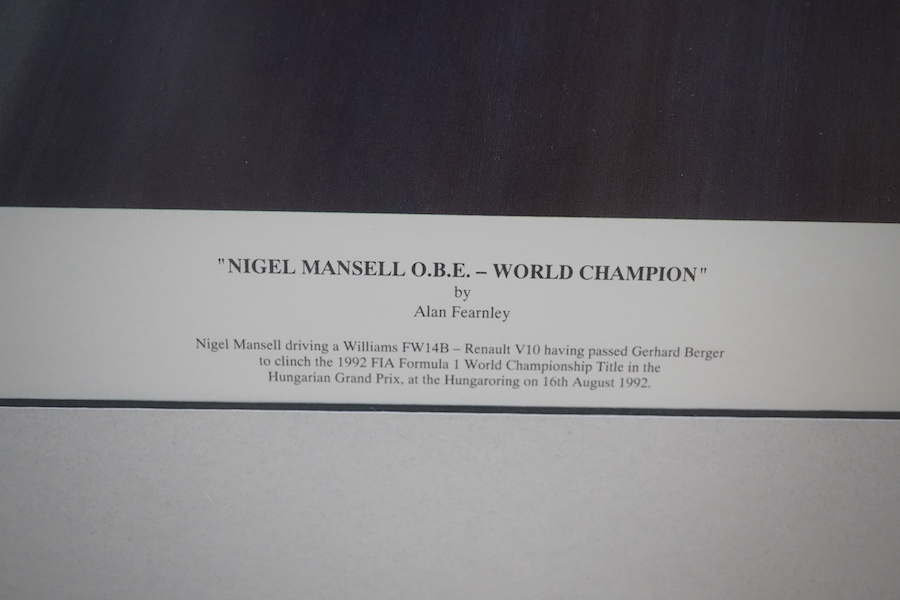 "NIGEL MANSELL O.B.E. – WORLD CHAMPION"
by
Alan Fearnley
Nigel Mansell driving a Williams FW14B – Renault V10 having passed Gerhard Berger
to clinch the 1992 FIA Formula 1 World Championship Title in the
Hungarian Grand Prix, at the Hungaroring on 16th August 1992.